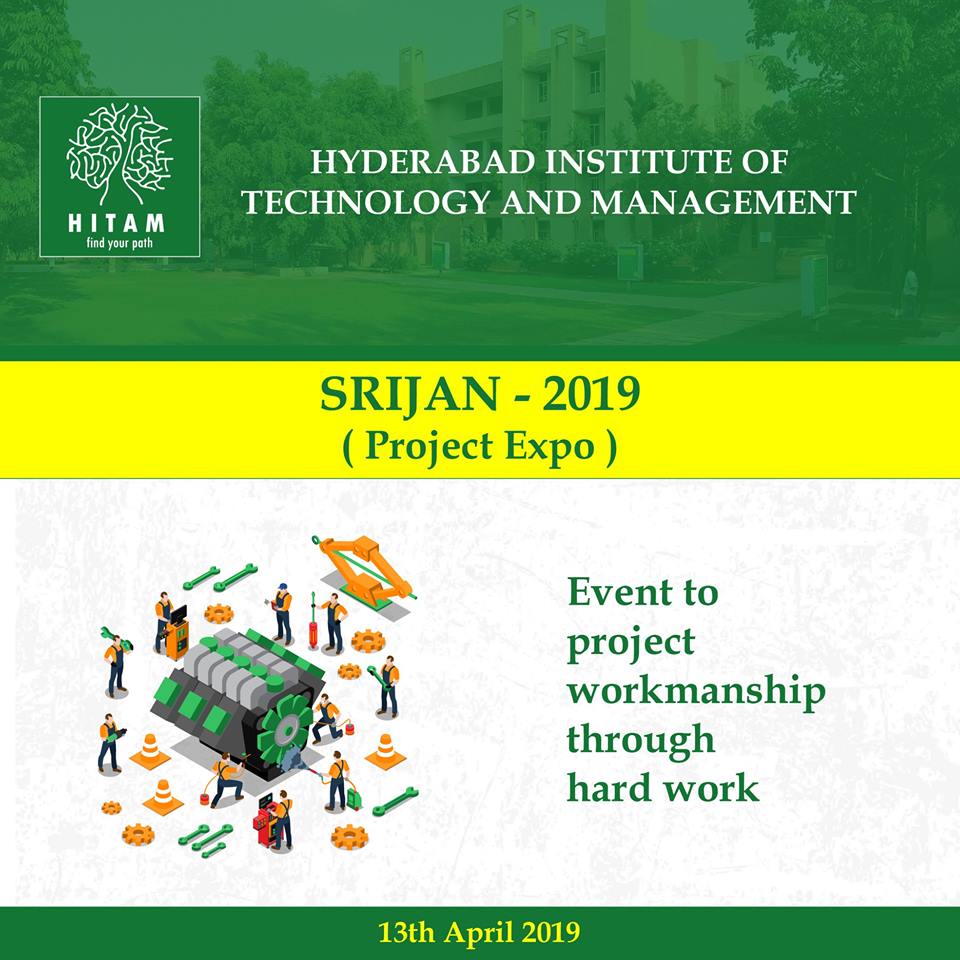 HITAM
find your path
HYDERABAD INSTITUTE OF
TECHNOLOGY AND MANAGEMENT
SRIJAN - 2019
( Project Expo )
Event to
project
workmanship
through
hard work
13th April 2019